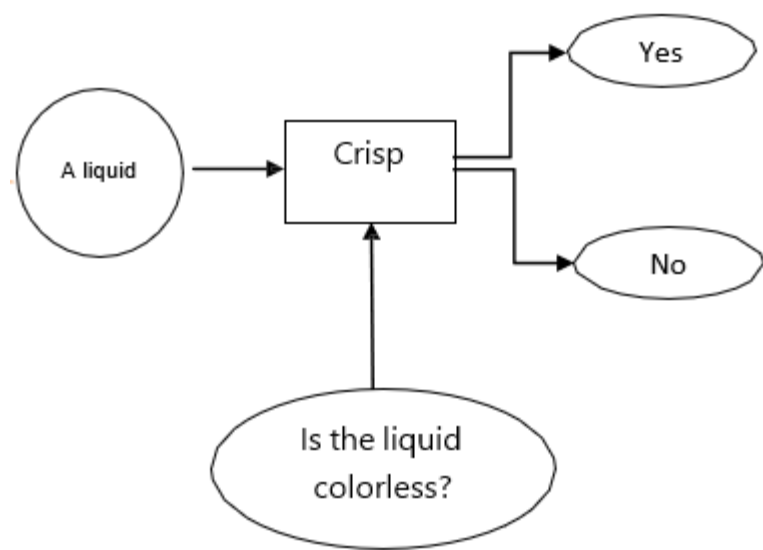 Yes
A liquid
Crisp
No
Is the liquid
colorless?